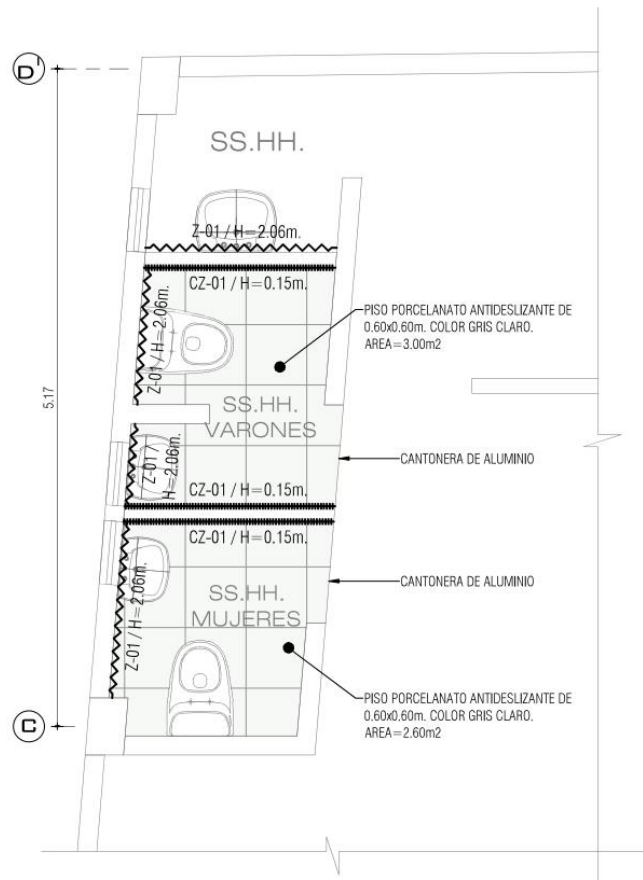 D'
SS.HH.
Z-01 / H=2.06m.
CZ-01 / H=0.15m.
Z-01 / H=2.06m.
PISO PORCELANATO ANTIDESLIZANTE DE
0.60x0.60m. COLOR GRIS CLARO.
AREA=3.00m2
5.17
SS.HH.
VARONES
Z-01 /
H=2.06m.
CANTONERA DE ALUMINIO
CZ-01 / H=0.15m.
CZ-01 / H=0.15m.
Z-01 / H=2.06m.
SS.HH.
MUJERES
CANTONERA DE ALUMINIO
PISO PORCELANATO ANTIDESLIZANTE DE
0.60x0.60m. COLOR GRIS CLARO.
AREA=2.60m2
C